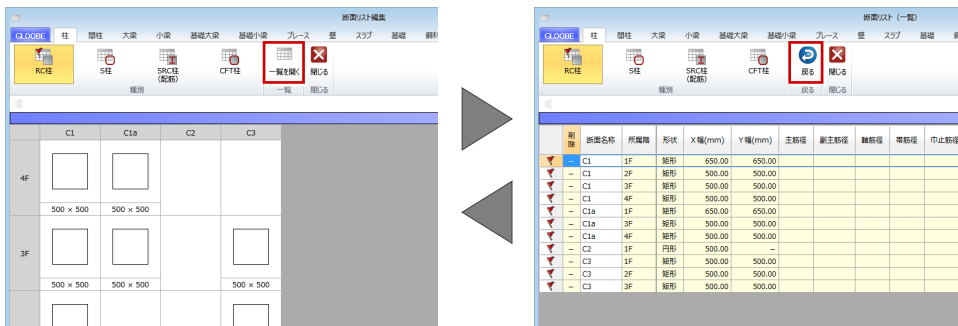 断面リスト編集
GLOOBE 柱 間柱 大梁 小梁 基礎大梁 基礎小梁 ブレース 壁 スラブ 基礎 鋼材
RC柱 S柱 SRC柱 CFT柱 一覧を開く 閉じる
(配筋)
種別 一覧 閉じる
C1 C1a C2 C3
4F
500 × 500 500 × 500
3F
500 × 500 500 × 500 500 × 500
断面リスト (一覧)
GLOOBE 柱 間柱 大梁 小梁 基礎大梁 基礎小梁 ブレース 壁 スラブ 基礎
RC柱 S柱 SRC柱 CFT柱 戻る 閉じる
(配筋)
種別 戻る 閉じる
削除 断面名称 所属階 形状 X幅(mm) Y幅(mm) 主筋径 副主筋径 軸筋径 帯筋径 中止筋径
– C1 1F 矩形 650.00 650.00
– C1 2F 矩形 500.00 500.00
– C1 3F 矩形 500.00 500.00
– C1 4F 矩形 500.00 500.00
– C1a 1F 矩形 650.00 650.00
– C1a 3F 矩形 500.00 500.00
– C1a 4F 矩形 500.00 500.00
– C2 1F 円形 500.00 –
– C3 1F 矩形 500.00 500.00
– C3 2F 矩形 500.00 500.00
– C3 3F 矩形 500.00 500.00